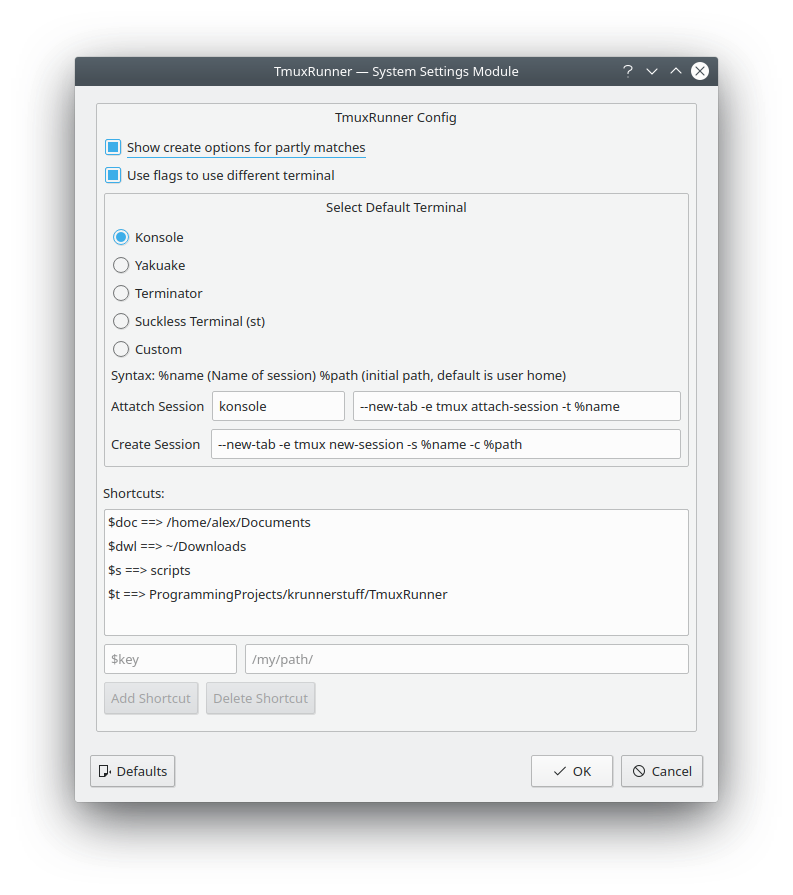 TmuxRunner — System Settings Module
TmuxRunner Config
Show create options for partly matches
Use flags to use different terminal
Select Default Terminal
Konsole
Yakuake
Terminator
Suckless Terminal (st)
Custom
Syntax: %name (Name of session) %path (initial path, default is user home)
Attatch Session konsole --new-tab -e tmux attach-session -t %name
Create Session --new-tab -e tmux new-session -s %name -c %path
Shortcuts:
$doc ==> /home/alex/Documents
$dwl ==> ~/Downloads
$s ==> scripts
$t ==> ProgrammingProjects/krunnerstuff/TmuxRunner
$key /my/path/
Add Shortcut Delete Shortcut
Defaults OK Cancel